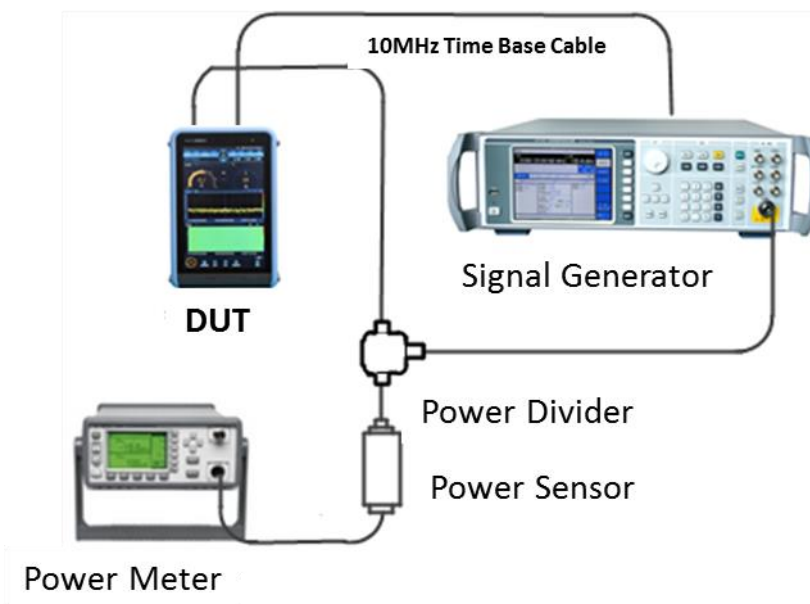 10MHz Time Base Cable
Signal Generator
DUT
Power Divider
Power Sensor
Power Meter